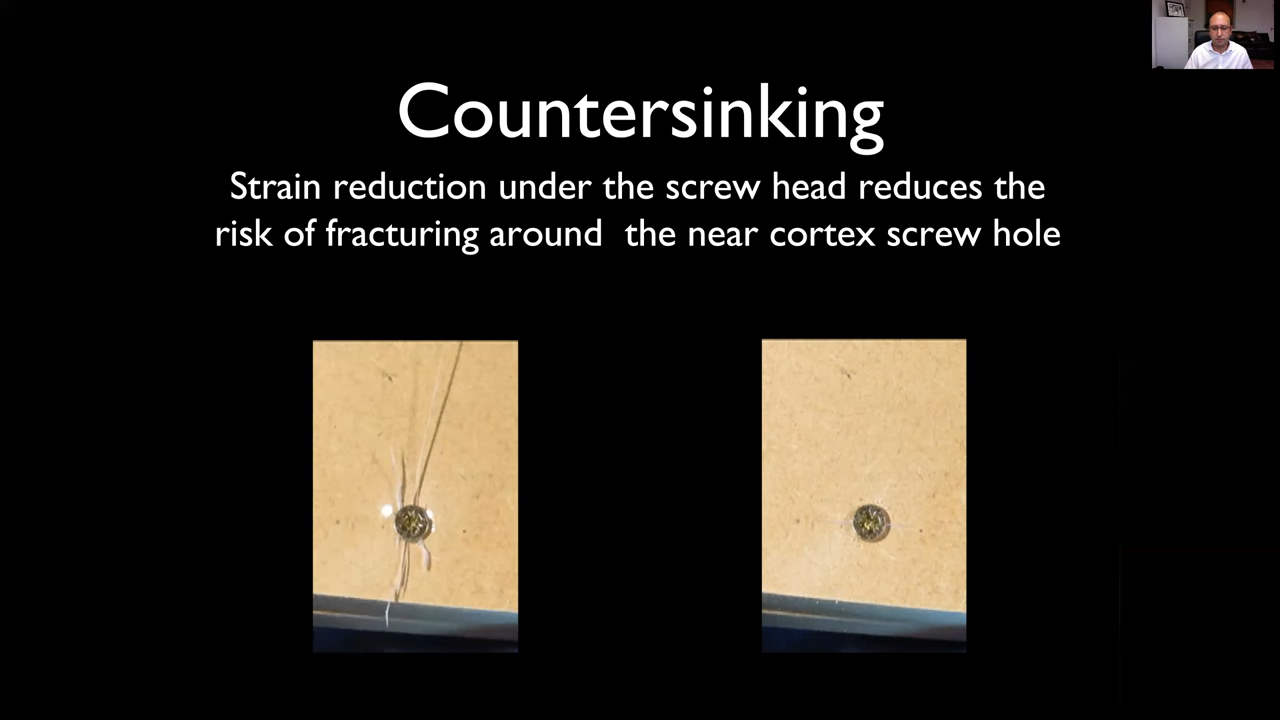 Countersinking
Strain reduction under the screw head reduces the
risk of fracturing around  the near cortex screw hole